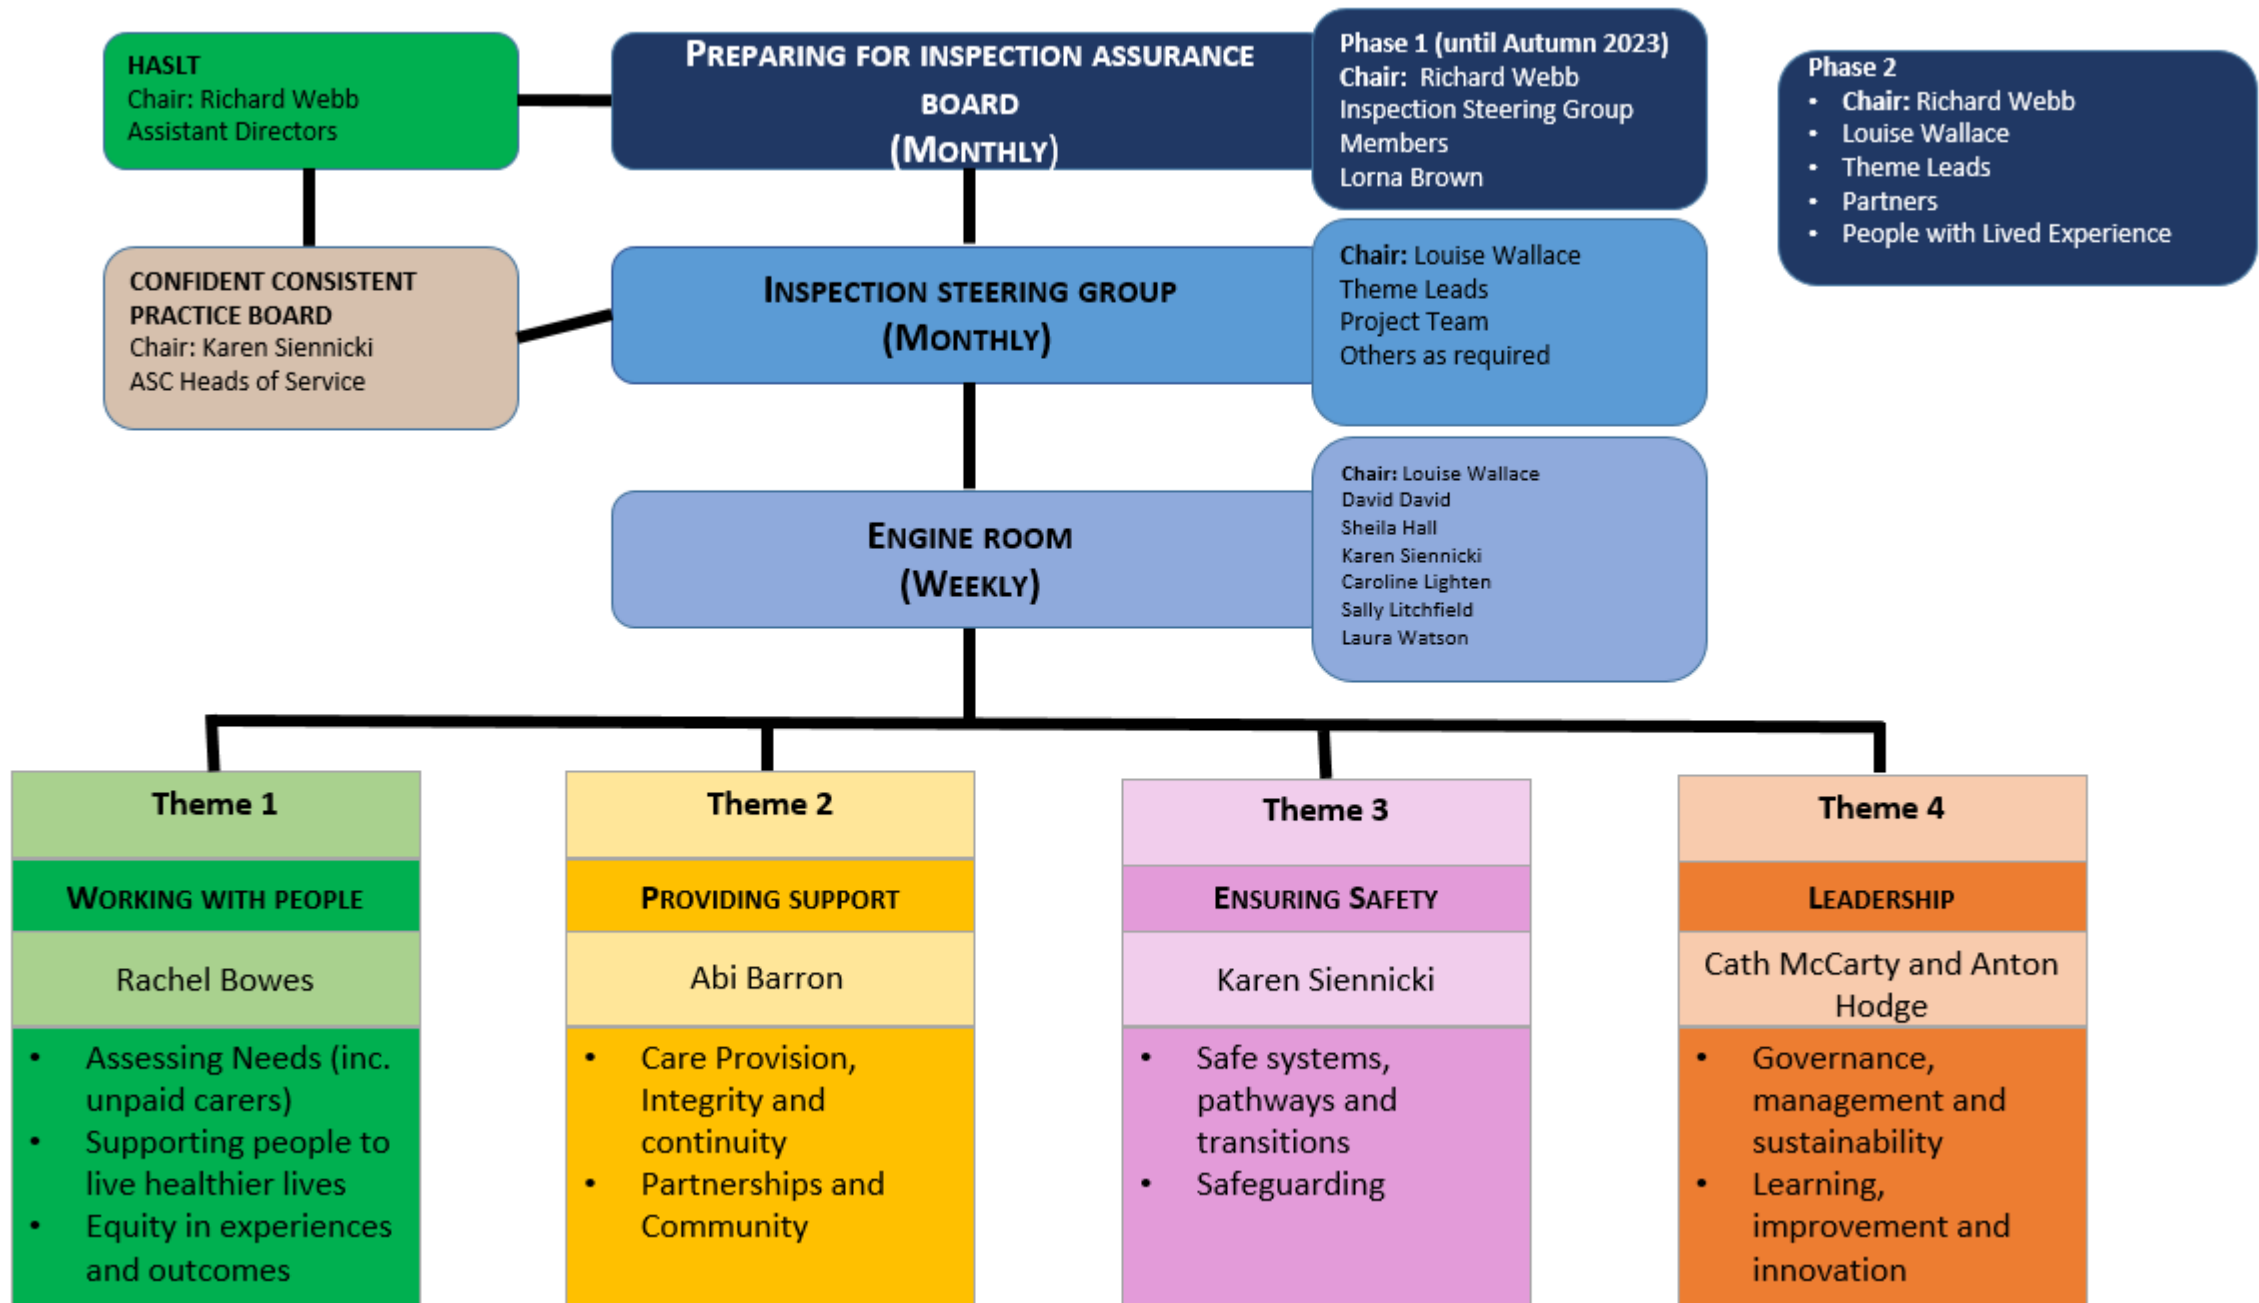 HASLT
Chair: Richard Webb
Assistant Directors
PREPARING FOR INSPECTION ASSURANCE
BOARD
(MONTHLY)
Phase 1 (until Autumn 2023)
Chair: Richard Webb
Inspection Steering Group
Members
Lorna Brown
Phase 2
• Chair: Richard Webb
• Louise Wallace
• Theme Leads
• Partners
• People with Lived Experience
CONFIDENT CONSISTENT
PRACTICE BOARD
Chair: Karen Siennicki
ASC Heads of Service
INSPECTION STEERING GROUP
(MONTHLY)
Chair: Louise Wallace
Theme Leads
Project Team
Others as required
ENGINE ROOM
(WEEKLY)
Chair: Louise Wallace
David David
Sheila Hall
Karen Siennicki
Caroline Lighten
Sally Litchfield
Laura Watson
Theme 1
WORKING WITH PEOPLE
Rachel Bowes
• Assessing Needs (inc.
unpaid carers)
• Supporting people to
live healthier lives
• Equity in experiences
and outcomes
Theme 2
PROVIDING SUPPORT
Abi Barron
• Care Provision,
Integrity and
continuity
• Partnerships and
Community
Theme 3
ENSURING SAFETY
Karen Siennicki
• Safe systems,
pathways and
transitions
• Safeguarding
Theme 4
LEADERSHIP
Cath McCarty and Anton
Hodge
• Governance,
management and
sustainability
• Learning,
improvement and
innovation